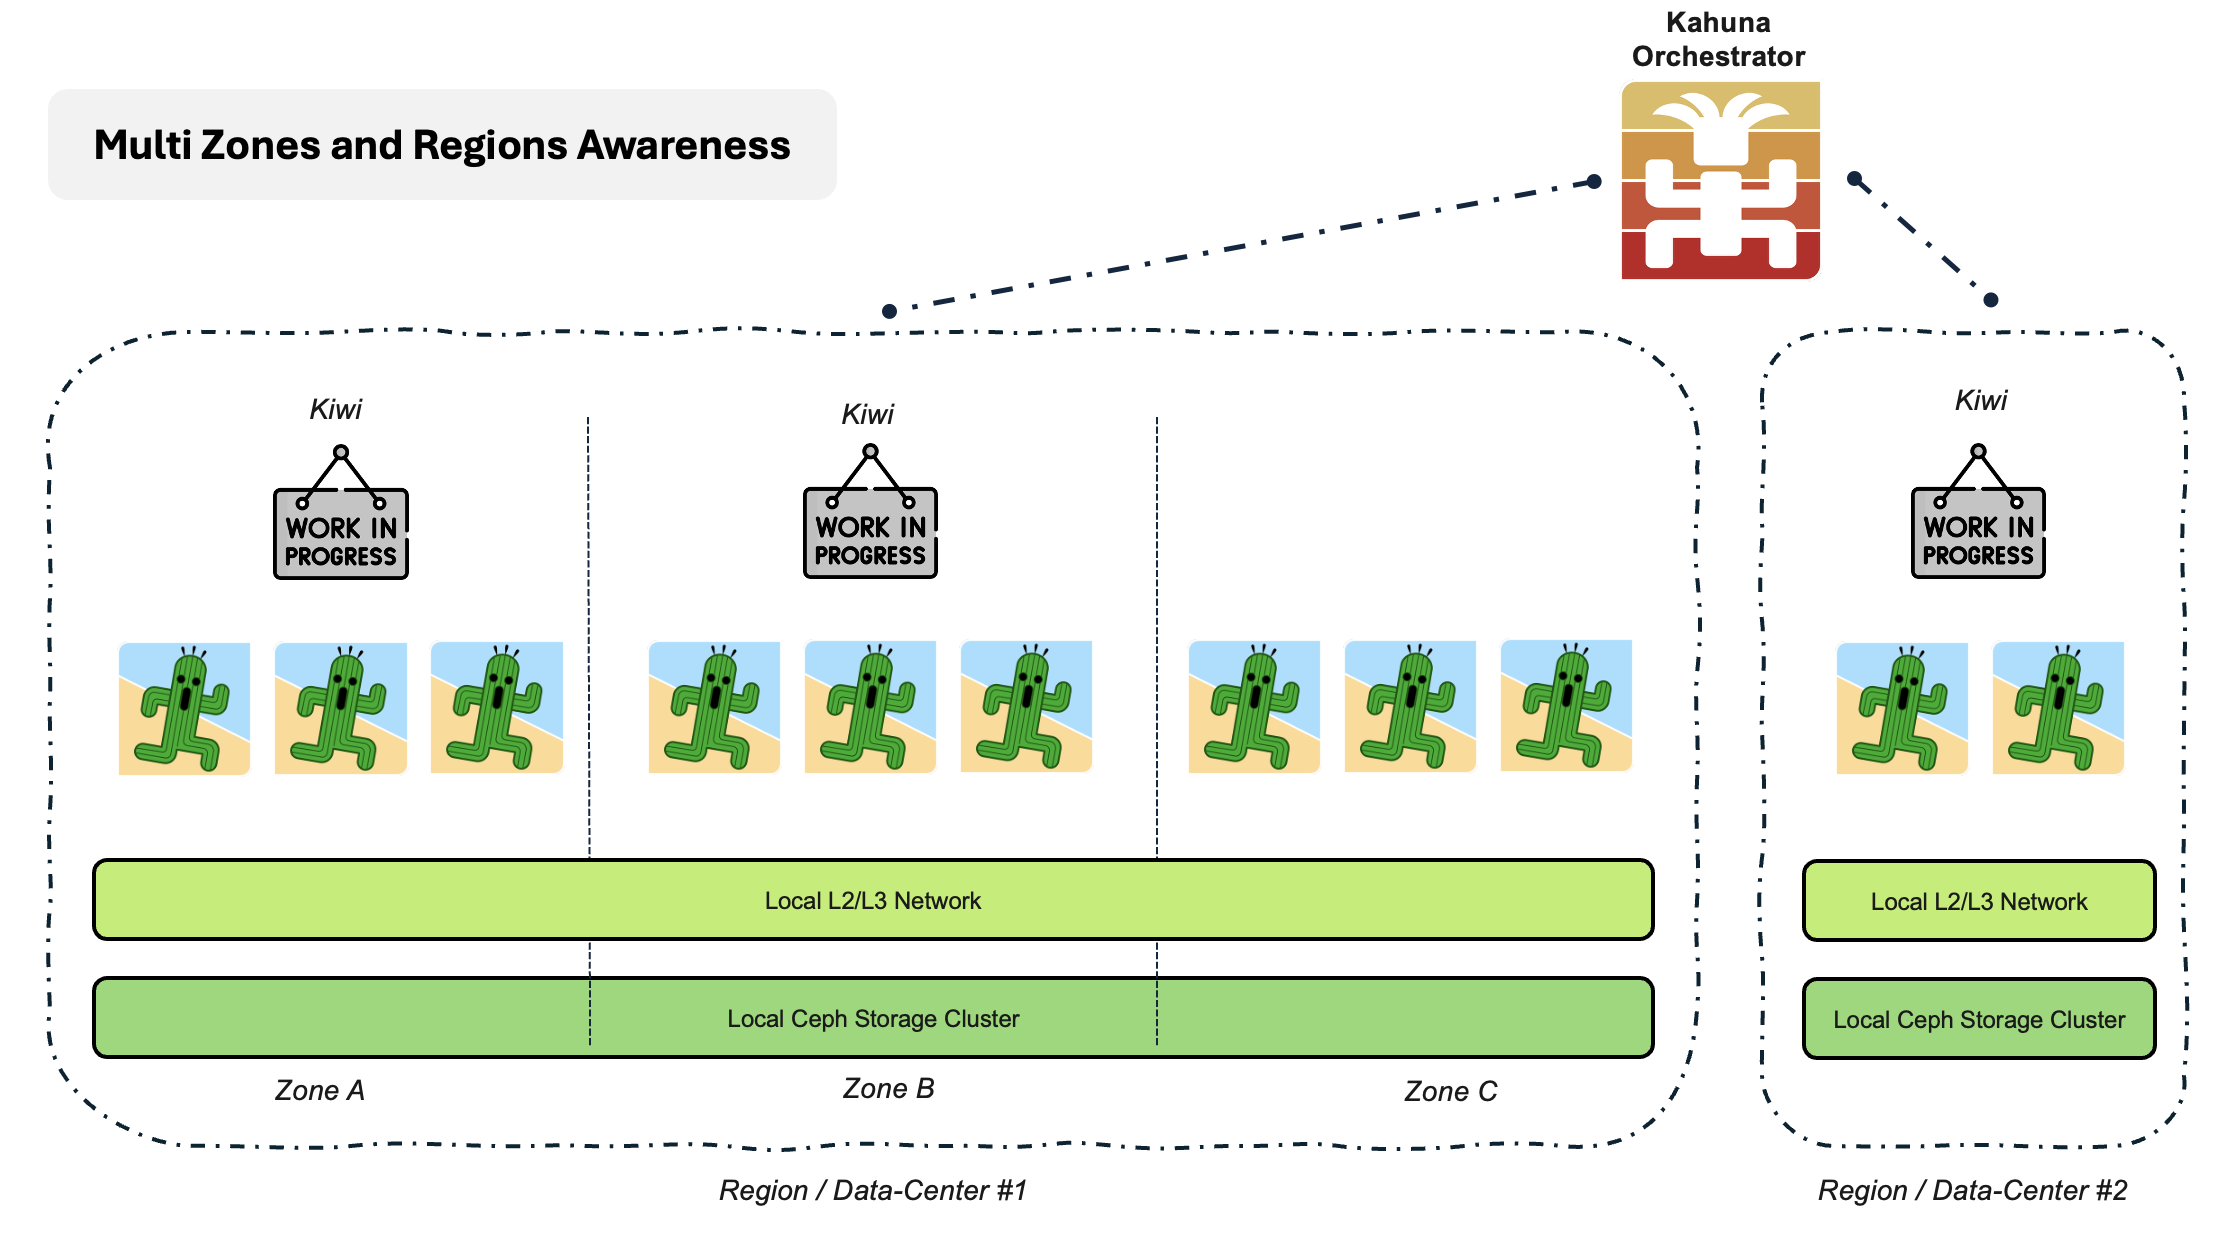 Kahuna
Orchestrator
Multi Zones and Regions Awareness
Kiwi
WORK IN
PROGRESS
Kiwi
WORK IN
PROGRESS
Kiwi
WORK IN
PROGRESS
Local L2/L3 Network
Local Ceph Storage Cluster
Zone A
Zone B
Zone C
Region / Data-Center #1
Local L2/L3 Network
Local Ceph Storage Cluster
Region / Data-Center #2